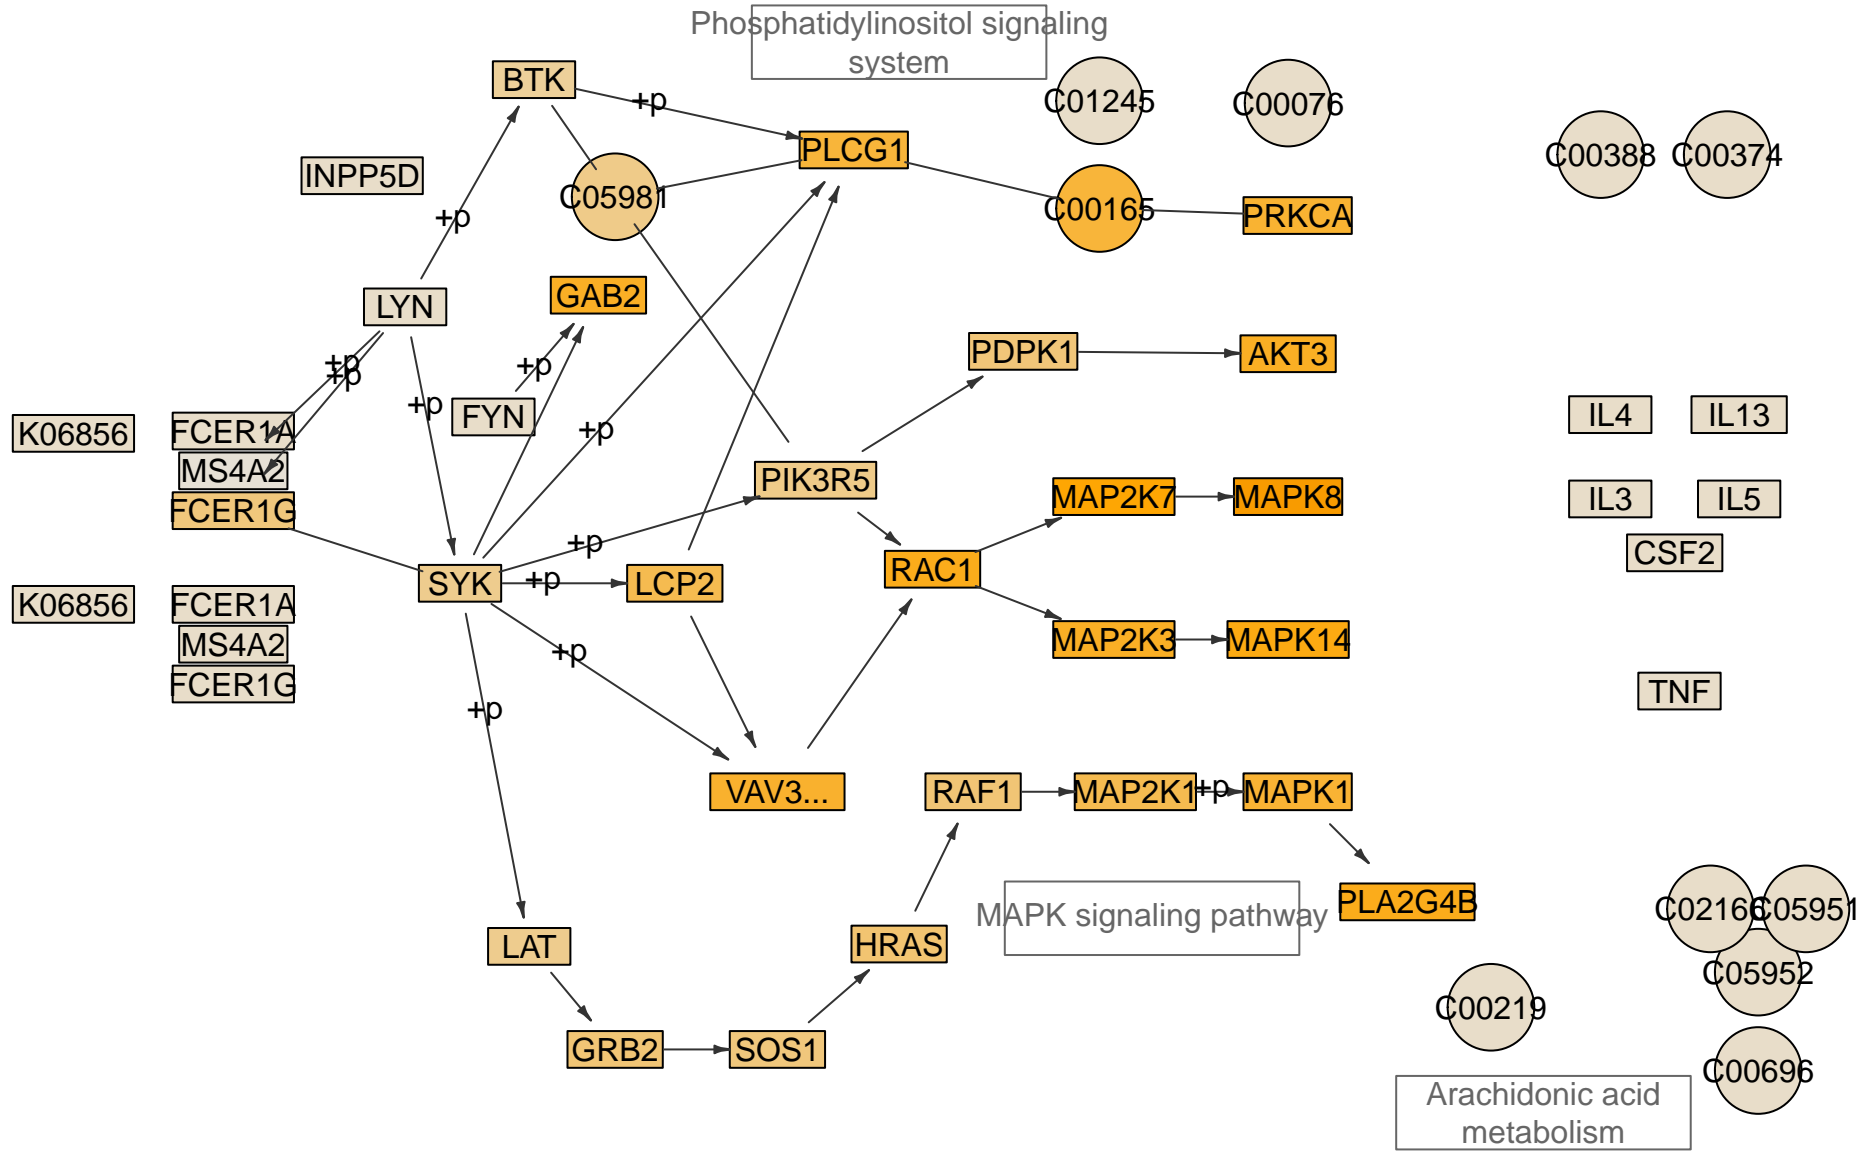 Phosphatidylinositol signaling
system
BTK
+p
C01245
C00076
PLCG1
C00388
C00374
INPP5D
C05981
C00165
PRKCA
+p
LYN
GAB2
PDPK1
AKT3
+p
+p
+p
+p
FYN
K06856
FCER1A
MS4A2
FCER1G
+p
IL4
IL13
PIK3R5
MAP2K7
MAPK8
IL3
IL5
+p
CSF2
SYK
+p
LCP2
RAC1
K06856
FCER1A
MS4A2
FCER1G
+p
MAP2K3
MAPK14
TNF
+p
VAV3...
RAF1
MAP2K1
+p
MAPK1
MAPK signaling pathway
PLA2G4B
C02166
C05951
LAT
HRAS
C05952
C00219
GRB2
SOS1
C00696
Arachidonic acid
metabolism